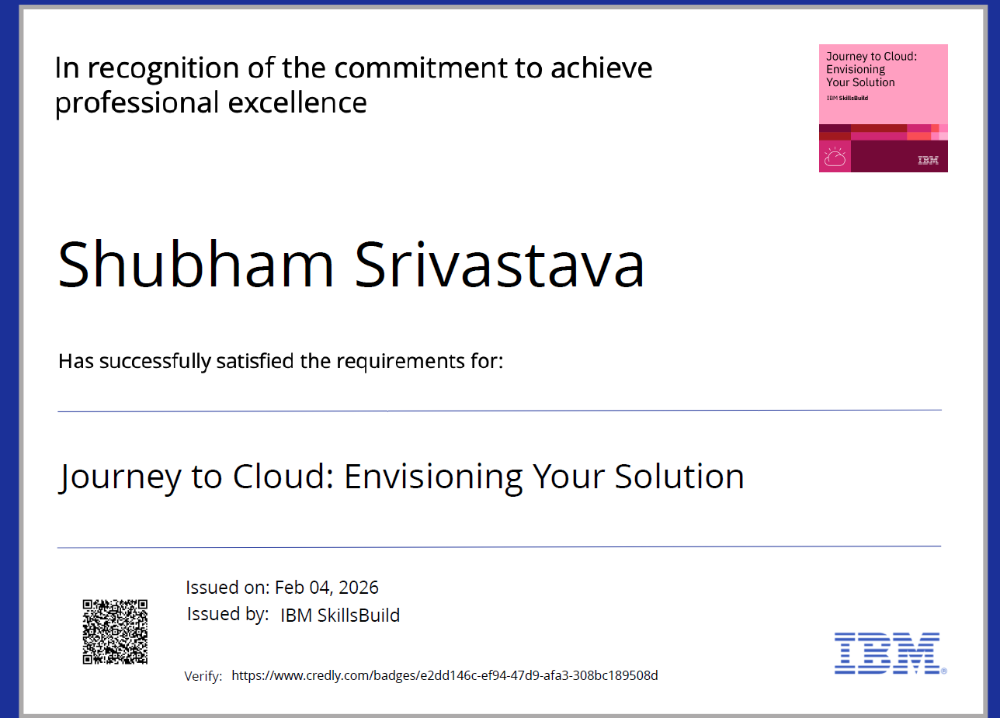 In recognition of the commitment to achieve
professional excellence
Journey to Cloud:
Envisioning
Your Solution
IBM SkillsBuild
IBM
Shubham Srivastava
Has successfully satisfied the requirements for:
Journey to Cloud: Envisioning Your Solution
Issued on: Feb 04, 2026
Issued by: IBM SkillsBuild
Verify: https://www.credly.com/badges/e2dd146c-ef94-47d9-afa3-308bc189508d
IBM®